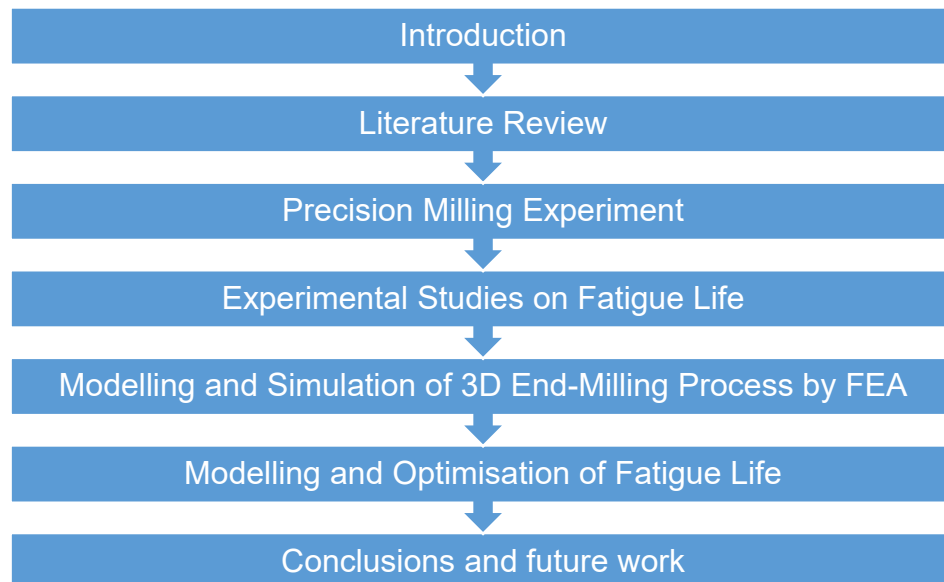 Introduction
Literature Review
Precision Milling Experiment
Experimental Studies on Fatigue Life
Modelling and Simulation of 3D End-Milling Process by FEA
Modelling and Optimisation of Fatigue Life
Conclusions and future work